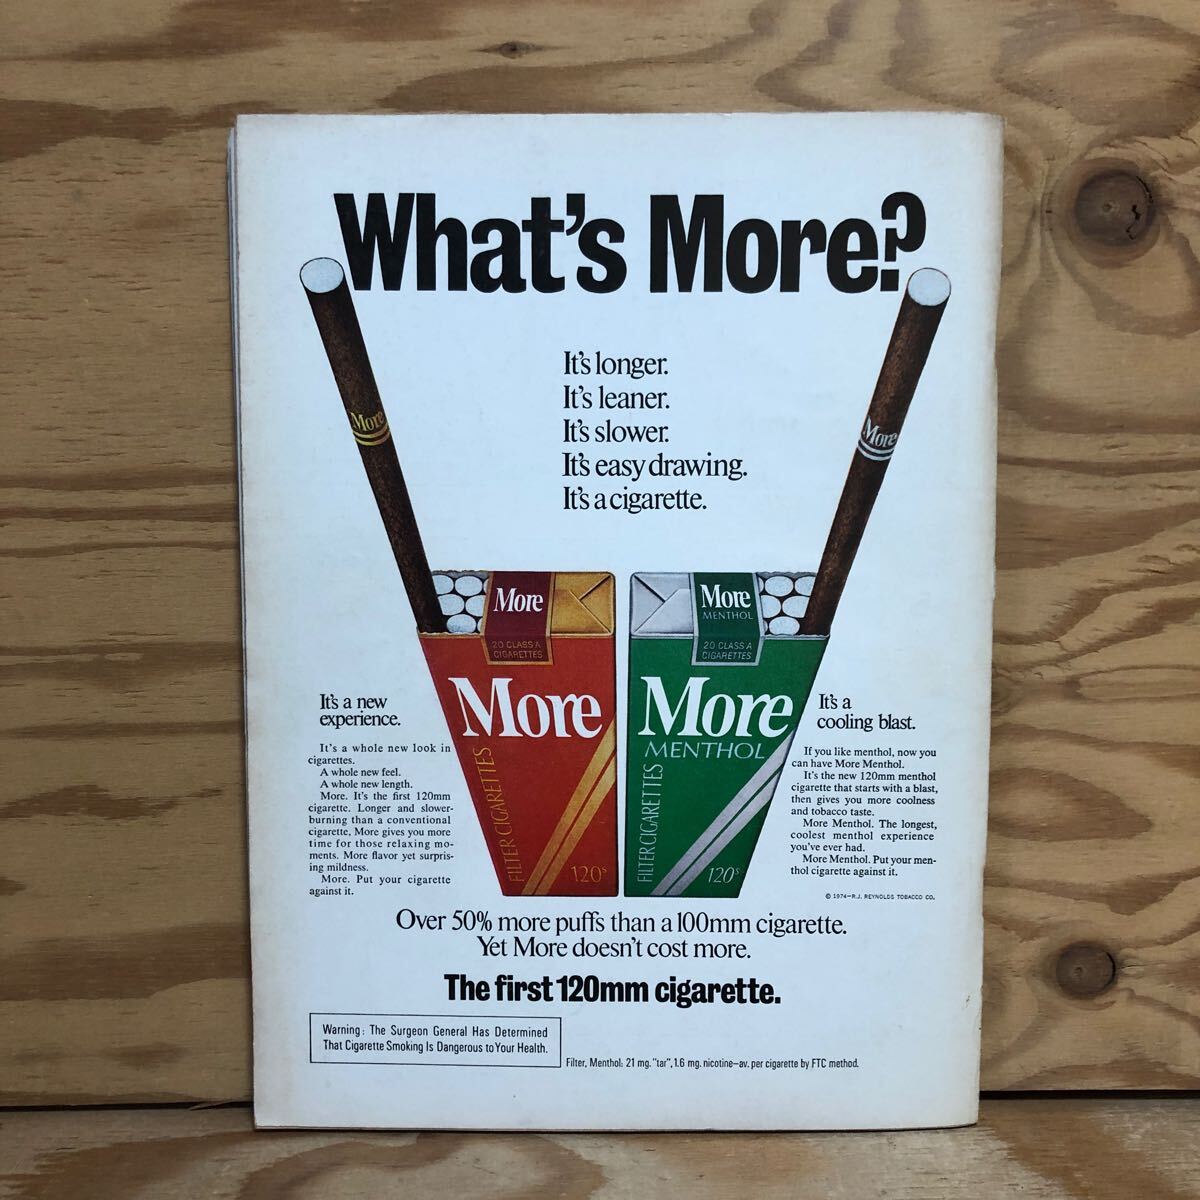 What's More?
It's longer.
It's leaner.
It's slower.
It's easy drawing.
It's a cigarette.
More
More
More
20 CLASS A
CIGARETTES
More
FILTER CIGARETTES
120s
More
MENTHOL
20 CLASS A
CIGARETTES
More
MENTHOL
FILTER CIGARETTES
120s
It's a new
experience.
It's a whole new look in
cigarettes.
A whole new feel.
A whole new length.
More. It's the first 120mm
cigarette. Longer and slower-
burning than a conventional
cigarette, More gives you more
time for those relaxing mo-
ments. More flavor yet surpris-
ing mildness.
More. Put your cigarette
against it.
It's a
cooling blast.
If you like menthol, now you
can have More Menthol.
It's the new 120mm menthol
cigarette that starts with a blast,
then gives you more coolness
and tobacco taste.
More Menthol. The longest,
coolest menthol experience
you've ever had.
More Menthol. Put your men-
thol cigarette against it.
© 1974—R.J. REYNOLDS TOBACCO CO.
Over 50% more puffs than a 100mm cigarette.
Yet More doesn't cost more.
The first 120mm cigarette.
Warning: The Surgeon General Has Determined
That Cigarette Smoking Is Dangerous to Your Health.
Filter, Menthol: 21 mg. "tar", 1.6 mg. nicotine—av. per cigarette by FTC method.